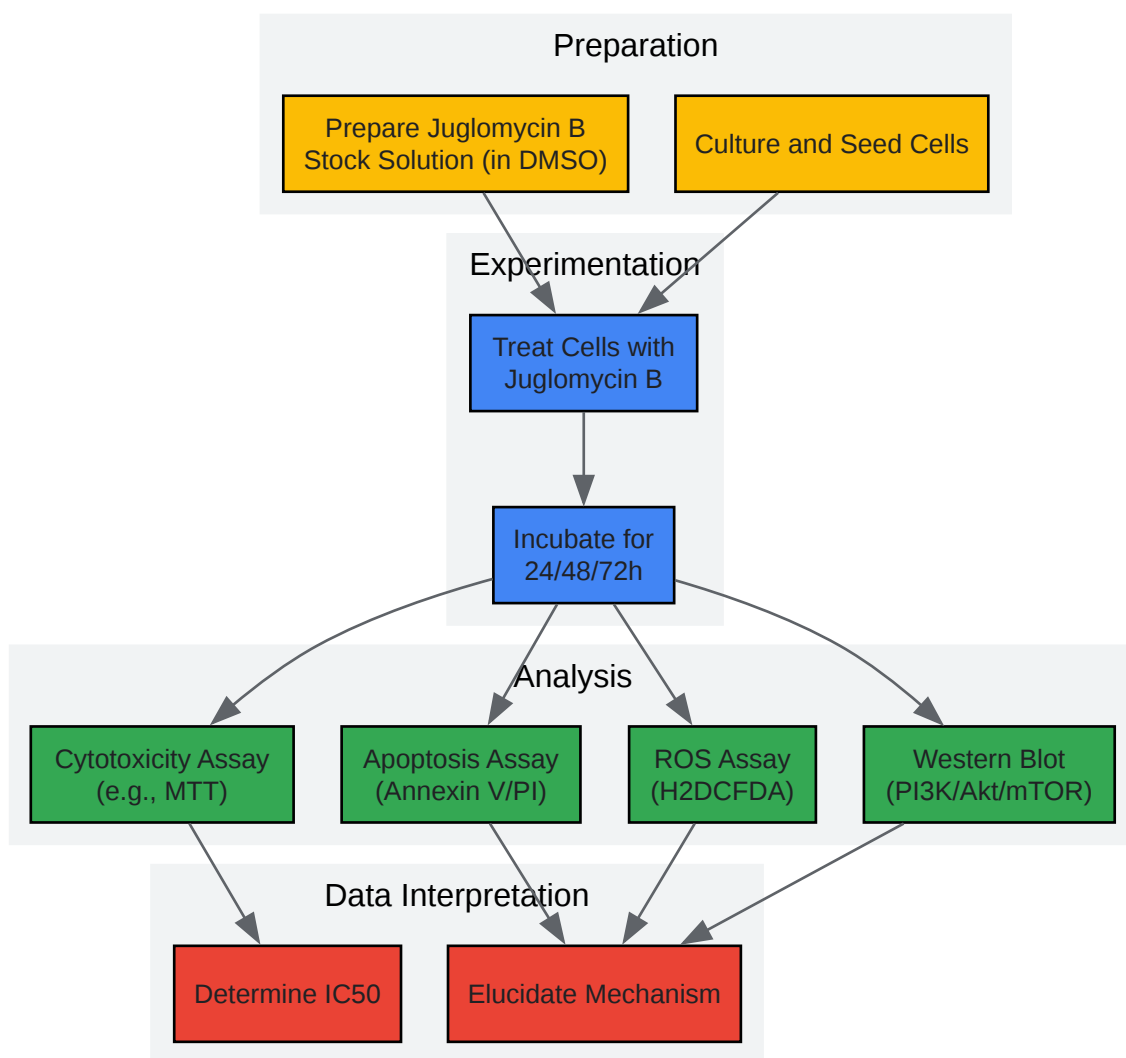 Preparation
Prepare Juglomycin B
Stock Solution (in DMSO)
Culture and Seed Cells
Experimentation
Treat Cells with
Juglomycin B
Incubate for
24/48/72h
Analysis
Cytotoxicity Assay
(e.g., MTT)
Apoptosis Assay
(Annexin V/PI)
ROS Assay
(H2DCFDA)
Western Blot
(PI3K/Akt/mTOR)
Data Interpretation
Determine IC50
Elucidate Mechanism